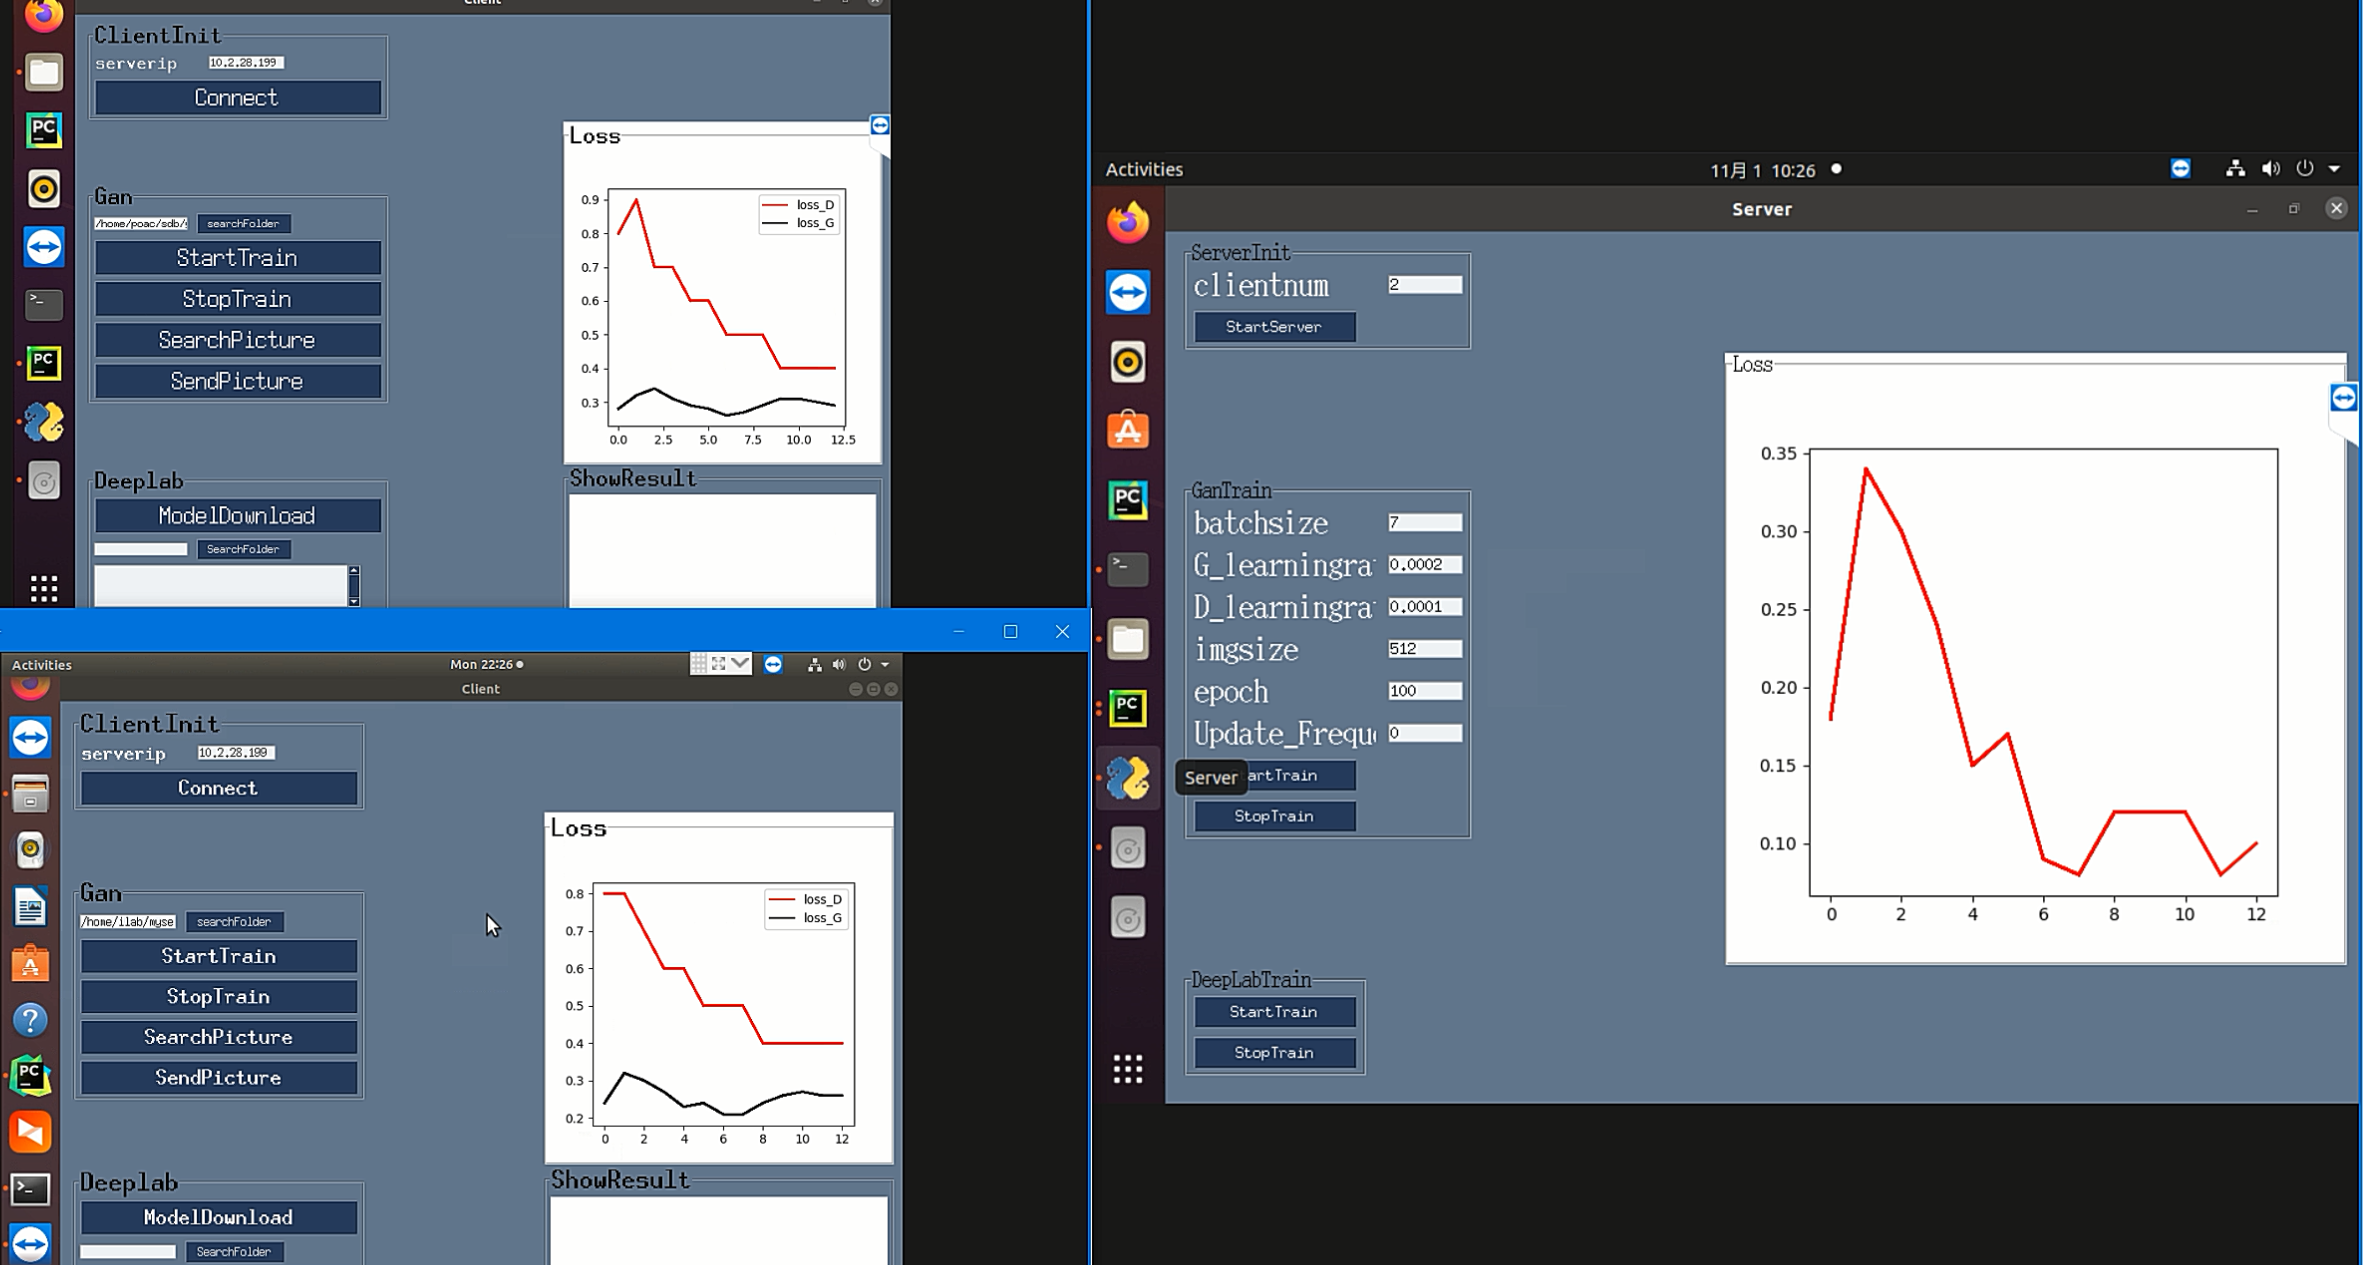 Client
ClientInit
serverip 10.2.28.199
Connect
Gan
/home/poac/sdb/ searchFolder
StartTrain
StopTrain
SearchPicture
SendPicture
Deeplab
ModelDownload
SearchFolder
Loss
loss_D
loss_G
0.9
0.8
0.7
0.6
0.5
0.4
0.3
0.0 2.5 5.0 7.5 10.0 12.5
ShowResult
Activities
Mon 22:26
Client
ClientInit
serverip 10.2.28.199
Connect
Gan
/home/ilab/myse searchFolder
StartTrain
StopTrain
SearchPicture
SendPicture
Deeplab
ModelDownload
SearchFolder
Loss
loss_D
loss_G
0.8
0.7
0.6
0.5
0.4
0.3
0.2
0 2 4 6 8 10 12
ShowResult
Activities
11月 1 10:26
Server
ServerInit
clientnum 2
StartServer
GanTrain
batchsize 7
G_learningra 0.0002
D_learningra 0.0001
imgsize 512
epoch 100
Update_Frequ 0
Server
artTrain
StopTrain
DeepLabTrain
StartTrain
StopTrain
Loss
0.35
0.30
0.25
0.20
0.15
0.10
0 2 4 6 8 10 12